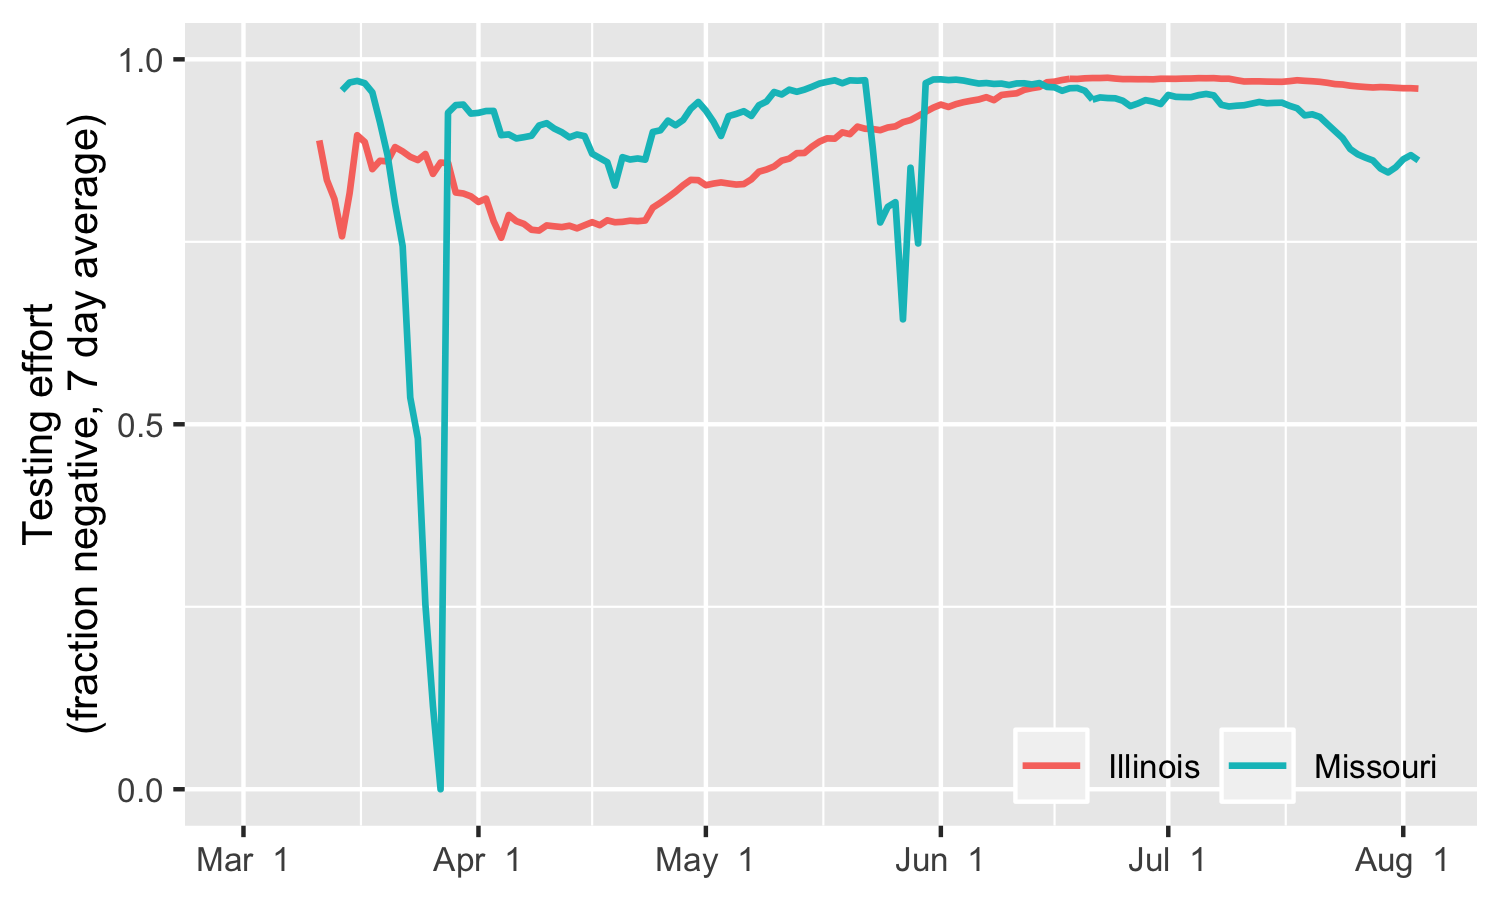 Testing effort
(fraction negative, 7 day average)
1.0
0.5
0.0
Mar 1
Apr 1
May 1
Jun 1
Jul 1
Aug 1
Illinois
Missouri